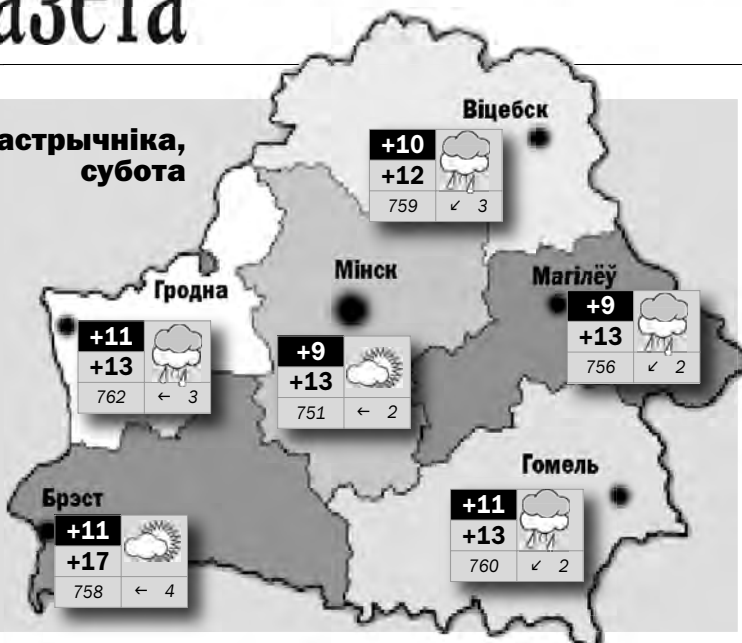 азета
астрычніка,
субота
Віцебск
+10
+12
759 ↙ 3
Мінск
+9
+13
751 ← 2
Магілёў
+9
+13
756 ↙ 2
Гродна
+11
+13
762 ← 3
Гомель
+11
+13
760 ↙ 2
Брэст
+11
+17
758 ← 4